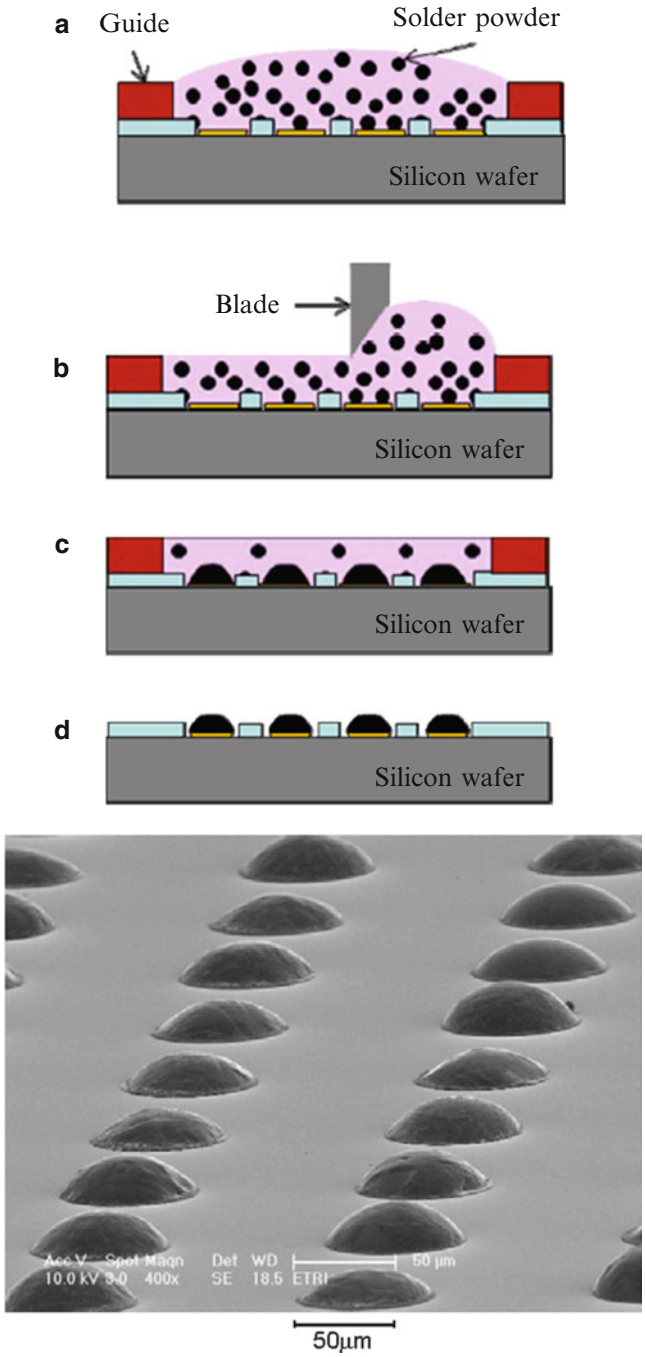 a
Guide
Solder powder
Silicon wafer
Blade
b
Silicon wafer
c
Silicon wafer
d
Silicon wafer
Acc V Spot Magn Det WD 50 µm
10.0 kV 3.0 400x SE 18.5 ETRI
50µm